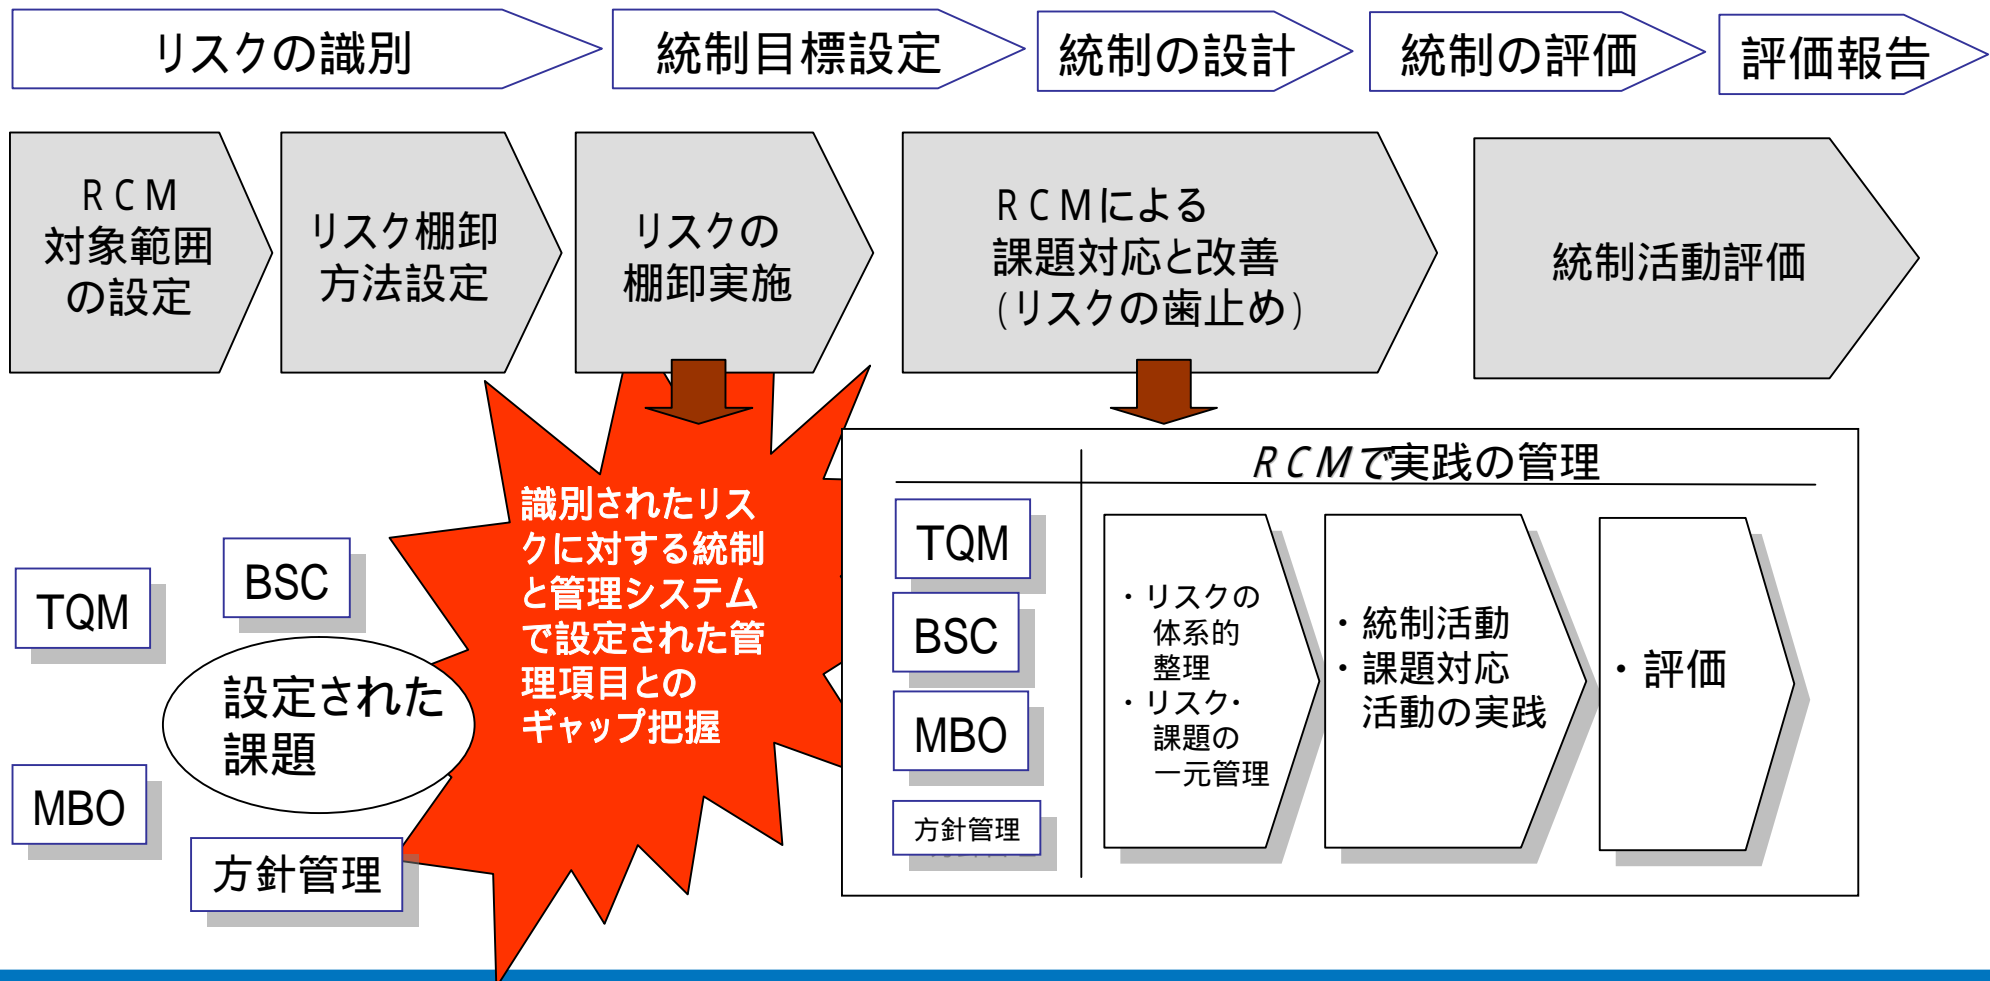 リスクの識別
統制目標設定
統制の設計
統制の評価
評価報告
RCM
対象範囲
の設定
リスク棚卸
方法設定
リスクの
棚卸実施
RCMによる
課題対応と改善
(リスクの歯止め)
統制活動評価
識別されたリス
クに対する統制
と管理システム
で設定された管
理項目との
ギャップ把握
TQM
BSC
設定された
課題
MBO
方針管理
RCMで実践の管理
TQM
BSC
MBO
方針管理
・リスクの
体系的
整理
・リスク・
課題の
一元管理
・統制活動
・課題対応
活動の実践
・評価